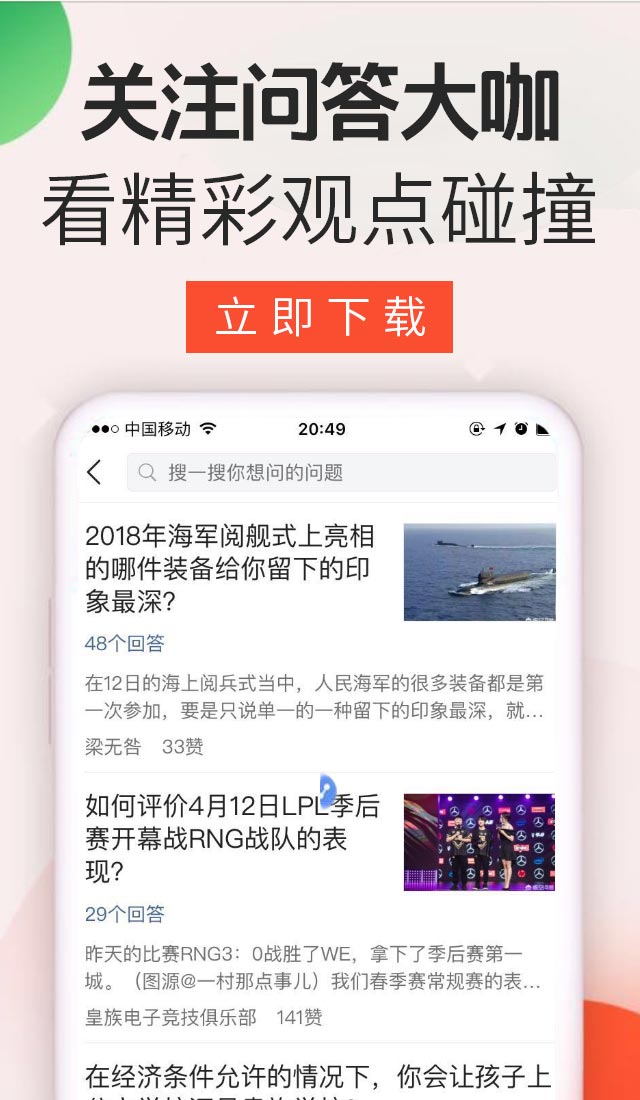 关注问答大咖
看精彩观点碰撞
立即下载
中国移动 20:49
搜一搜你想问的问题
2018年海军阅舰式上亮相
的哪件装备给你留下的印
象最深？
48个回答
在12日的海上阅兵式当中，人民海军的很多装备都是第
一次参加，要是只说单一的一种留下的印象最深，就...
梁无咎 33赞
如何评价4月12日LPL季后
赛开幕战RNG战队的表
现？
29个回答
昨天的比赛RNG3：0战胜了WE，拿下了季后赛第一
城。（图源@一村那点事儿）我们春季赛常规赛的表...
皇族电子竞技俱乐部 141赞
在经济条件允许的情况下，你会让孩子上